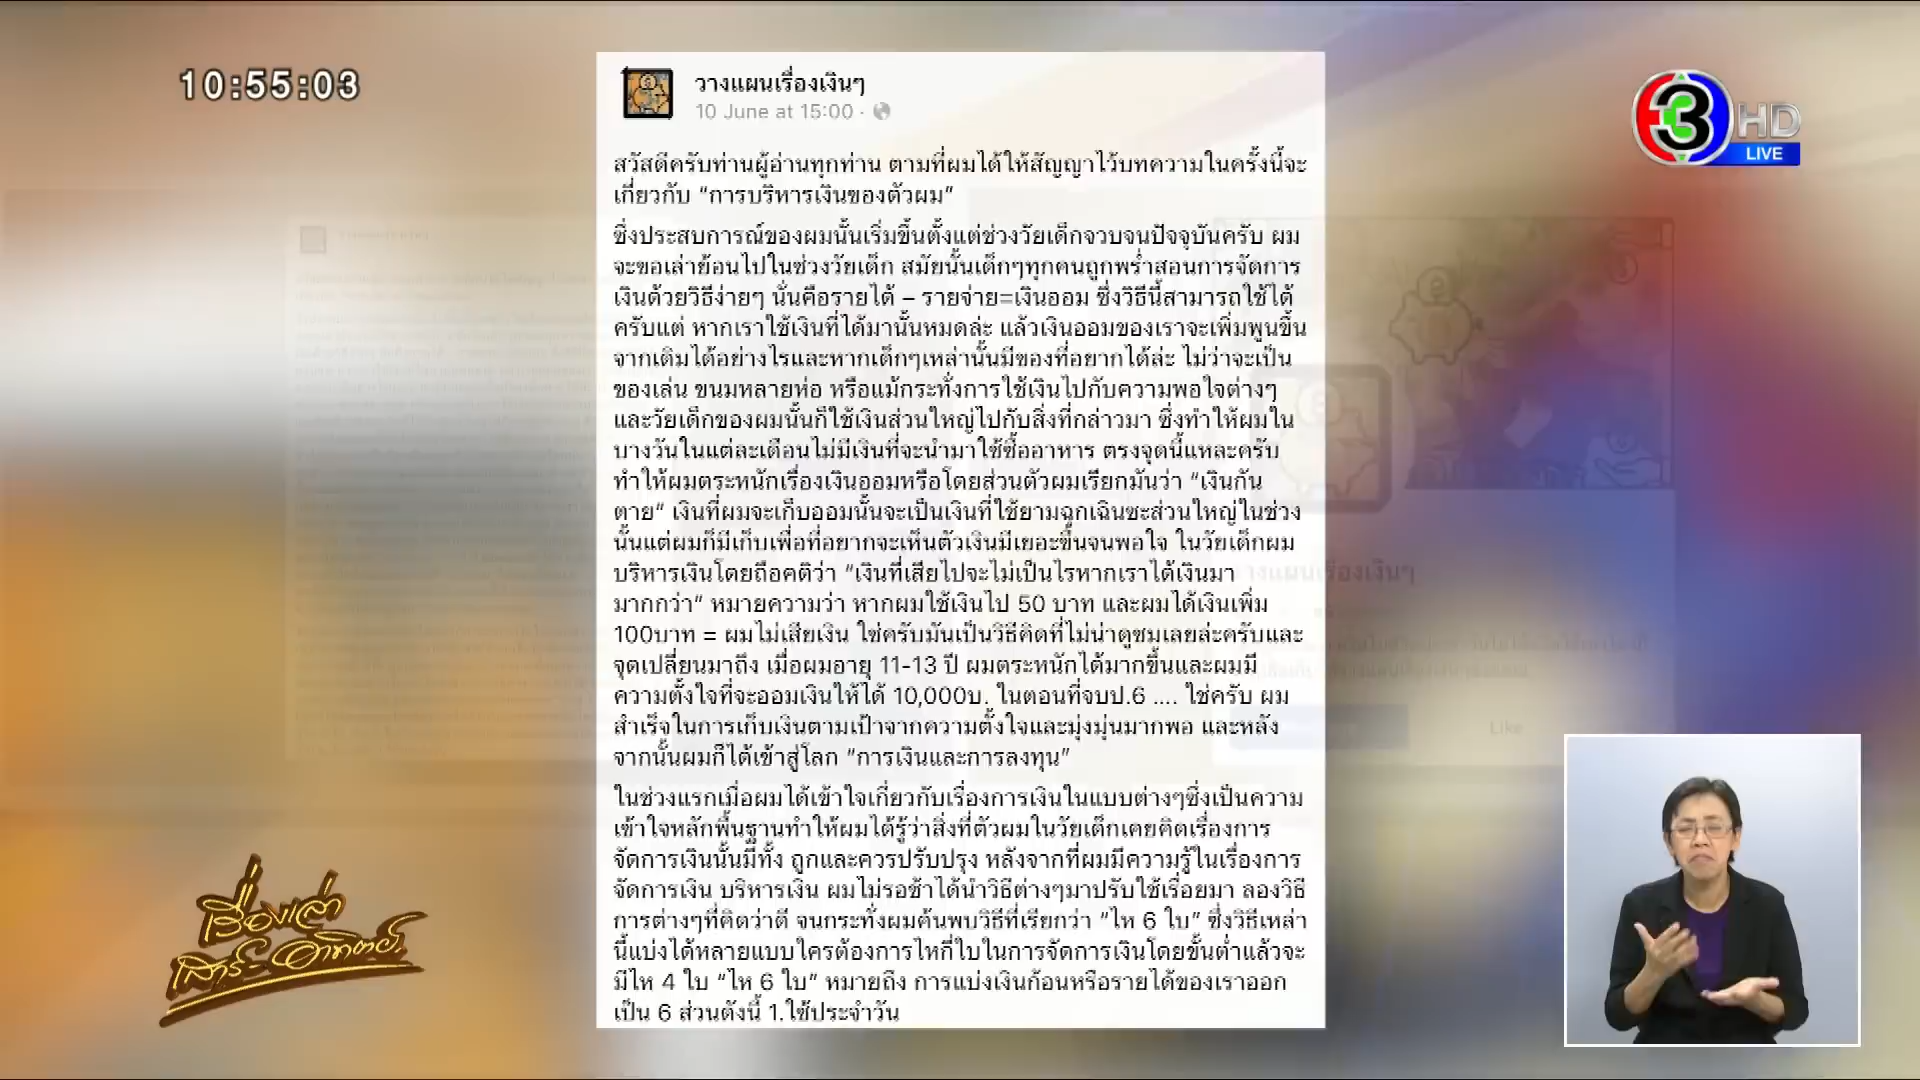 10:55:03
3 HD
LIVE
วางแผนเรื่องเงินๆ
10 June at 15:00 ·
สวัสดีครับท่านผู้อ่านทุกท่าน ตามที่ผมได้ให้สัญญาไว้บทความในครั้งนี้จะ
เกี่ยวกับ “การบริหารเงินของตัวผม”
ซึ่งประสบการณ์ของผมนั้นเริ่มขึ้นตั้งแต่ช่วงวัยเด็กจวบจนปัจจุบันครับ ผม
จะขอเล่าย้อนไปในช่วงวัยเด็ก สมัยนั้นเด็กๆทุกคนถูกพร่ำสอนการจัดการ
เงินด้วยวิธีง่ายๆ นั่นคือรายได้ – รายจ่าย=เงินออม ซึ่งวิธีนี้สามารถใช้ได้
ครับแต่ หากเราใช้เงินที่ได้มานั้นหมดล่ะ แล้วเงินออมของเราจะเพิ่มพูนขึ้น
จากเดิมได้อย่างไรและหากเด็กๆเหล่านั้นมีของที่อยากได้ล่ะ ไม่ว่าจะเป็น
ของเล่น ขนมหลายห่อ หรือแม้กระทั่งการใช้เงินไปกับความพอใจต่างๆ
และวัยเด็กของผมนั้นก็ใช้เงินส่วนใหญ่ไปกับสิ่งที่กล่าวมา ซึ่งทำให้ผมใน
บางวันในแต่ละเดือนไม่มีเงินที่จะนำมาใช้ซื้ออาหาร ตรงจุดนี้แหละครับ
ทำให้ผมตระหนักเรื่องเงินออมหรือโดยส่วนตัวผมเรียกมันว่า “เงินกัน
ตาย” เงินที่ผมจะเก็บออมนั้นจะเป็นเงินที่ใช้ยามฉุกเฉินซะส่วนใหญ่ในช่วง
นั้นแต่ผมก็มีเก็บเพื่อที่อยากจะเห็นตัวเงินมีเยอะขึ้นจนพอใจ ในวัยเด็กผม
บริหารเงินโดยถือคติว่า “เงินที่เสียไปจะไม่เป็นไรหากเราได้เงินมา
มากกว่า” หมายความว่า หากผมใช้เงินไป 50 บาท และผมได้เงินเพิ่ม
100บาท = ผมไม่เสียเงิน ใช่ครับมันเป็นวิธีคิดที่ไม่น่าดูชมเลยล่ะครับและ
จุดเปลี่ยนมาถึง เมื่อผมอายุ 11-13 ปี ผมตระหนักได้มากขึ้นและผมมี
ความตั้งใจที่จะออมเงินให้ได้ 10,000บ. ในตอนที่จบป.6 .... ใช่ครับ ผม
สำเร็จในการเก็บเงินตามเป้าจากความตั้งใจและมุ่งมุ่นมากพอ และหลัง
จากนั้นผมก็ได้เข้าสู่โลก “การเงินและการลงทุน”
ในช่วงแรกเมื่อผมได้เข้าใจเกี่ยวกับเรื่องการเงินในแบบต่างๆซึ่งเป็นความ
เข้าใจหลักพื้นฐานทำให้ผมได้รู้ว่าสิ่งที่ตัวผมในวัยเด็กเคยคิดเรื่องการ
จัดการเงินนั้นมีทั้ง ถูกและควรปรับปรุง หลังจากที่ผมมีความรู้ในเรื่องการ
จัดการเงิน บริหารเงิน ผมไม่รอช้าได้นำวิธีต่างๆมาปรับใช้เรื่อยมา ลองวิธี
การต่างๆที่คิดว่าดี จนกระทั่งผมค้นพบวิธีที่เรียกว่า “ไห 6 ใบ” ซึ่งวิธีเหล่า
นี้แบ่งได้หลายแบบใครต้องการไหกี่ใบในการจัดการเงินโดยขั้นต่ำแล้วจะ
มีไห 4 ใบ “ไห 6 ใบ” หมายถึง การแบ่งเงินก้อนหรือรายได้ของเราออก
เป็น 6 ส่วนดังนี้ 1.ใช้ประจำวัน
วางแผนเรื่องเงินๆ
Like
เรื่องเล่า
เสาร์-อาทิตย์